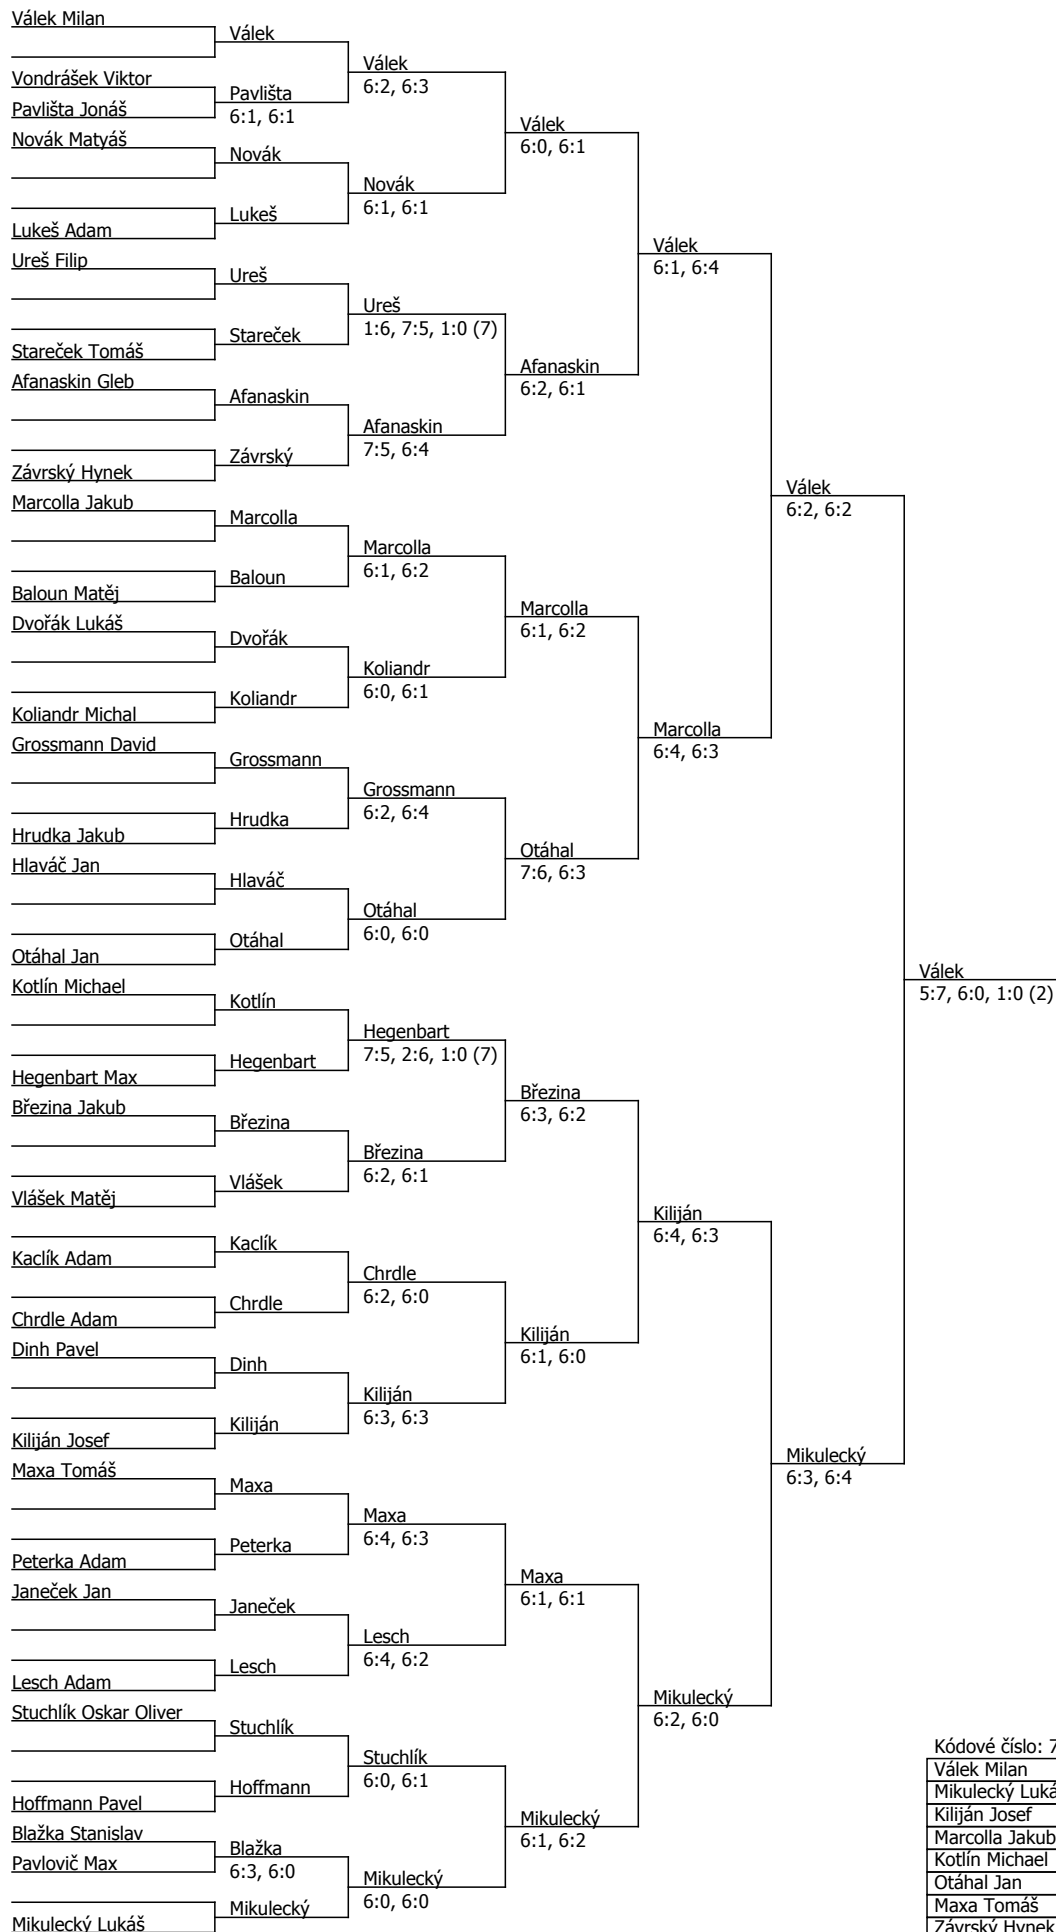 Válek Milan
Válek
Válek
6:2, 6:3
Vondrášek Viktor
Pavlišta
Pavlišta Jonáš
6:1, 6:1
Válek
6:0, 6:1
Novák Matyáš
Novák
Novák
6:1, 6:1
Lukeš
Lukeš Adam
Válek
6:1, 6:4
Ureš Filip
Ureš
Ureš
1:6, 7:5, 1:0 (7)
Stareček
Stareček Tomáš
Afanaskin
6:2, 6:1
Afanaskin Gleb
Afanaskin
Afanaskin
7:5, 6:4
Závrský
Závrský Hynek
Válek
6:2, 6:2
Marcolla Jakub
Marcolla
Marcolla
6:1, 6:2
Baloun
Baloun Matěj
Marcolla
6:1, 6:2
Dvořák Lukáš
Dvořák
Koliandr
6:0, 6:1
Koliandr
Koliandr Michal
Marcolla
6:4, 6:3
Grossmann David
Grossmann
Grossmann
6:2, 6:4
Hrudka
Hrudka Jakub
Otáhal
7:6, 6:3
Hlaváč Jan
Hlaváč
Otáhal
6:0, 6:0
Otáhal
Otáhal Jan
Válek
5:7, 6:0, 1:0 (2)
Kotlín Michael
Kotlín
Hegenbart
7:5, 2:6, 1:0 (7)
Hegenbart
Hegenbart Max
Březina
6:3, 6:2
Březina Jakub
Březina
Březina
6:2, 6:1
Vlášek
Vlášek Matěj
Kiliján
6:4, 6:3
Kaclík
Kaclík Adam
Chrdle
6:2, 6:0
Chrdle
Chrdle Adam
Kiliján
6:1, 6:0
Dinh Pavel
Dinh
Kiliján
6:3, 6:3
Kiliján
Kiliján Josef
Mikulecký
6:3, 6:4
Maxa Tomáš
Maxa
Maxa
6:4, 6:3
Peterka
Peterka Adam
Maxa
6:1, 6:1
Janeček Jan
Janeček
Lesch
6:4, 6:2
Lesch
Lesch Adam
Mikulecký
6:2, 6:0
Stuchlík Oskar Oliver
Stuchlík
Stuchlík
6:0, 6:1
Hoffmann
Hoffmann Pavel
Mikulecký
6:1, 6:2
Blažka Stanislav
Blažka
Pavlovič Max
6:3, 6:0
Mikulecký
6:0, 6:0
Mikulecký
Mikulecký Lukáš
Kódové číslo: 7
Válek Milan
Mikulecký Luká
Kiliján Josef
Marcolla Jakub
Kotlín Michael
Otáhal Jan
Maxa Tomáš
Závrský Hynek